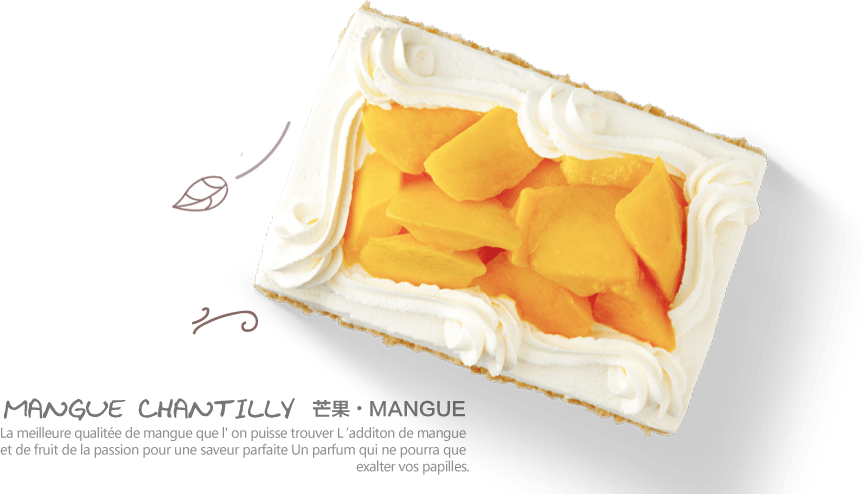 MANGUE CHANTILLY 芒果・MANGUE
La meilleure qualitée de mangue que l' on puisse trouver L 'additon de mangue
et de fruit de la passion pour une saveur parfaite Un parfum qui ne pourra que
exalter vos papilles.